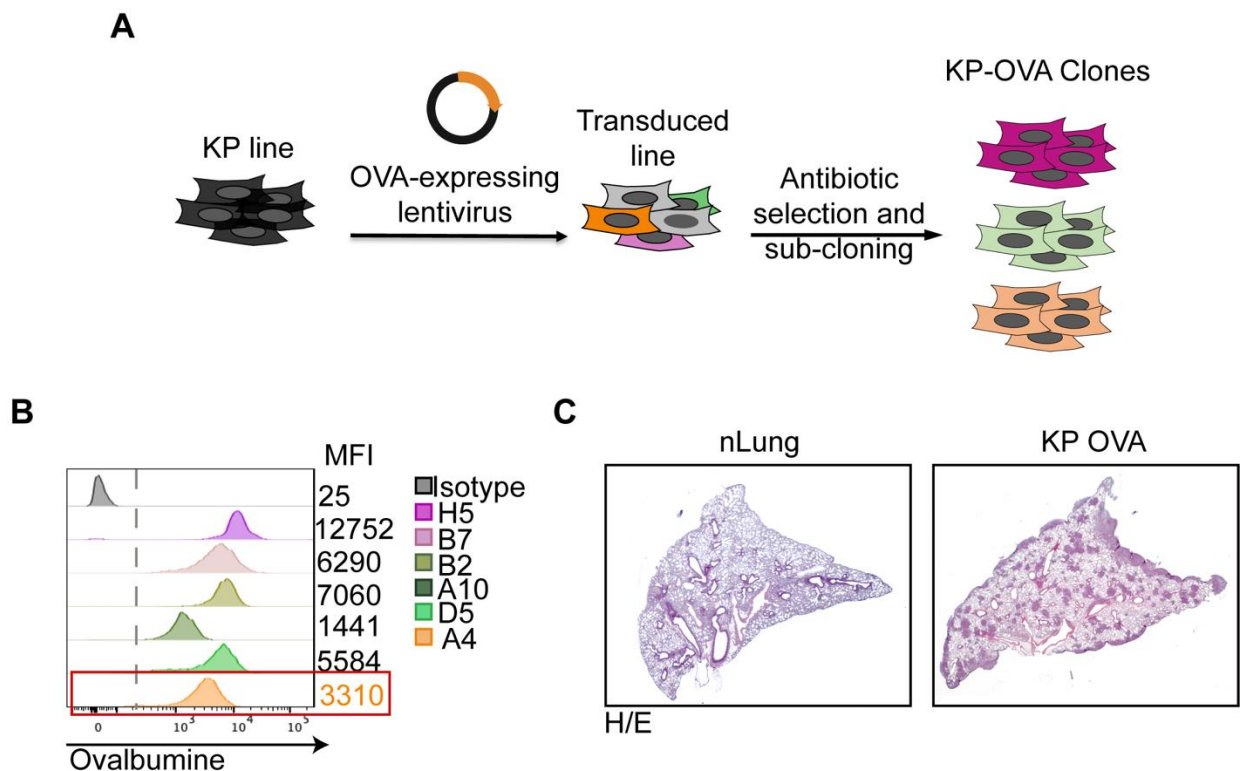 A
KP line
OVA-expressing
lentivirus
Transduced
line
Antibiotic
selection and
sub-cloning
KP-OVA Clones
B
MFI
25
12752
6290
7060
1441
5584
3310
0
10³
10⁴
10⁵
Ovalbumine
Isotype
H5
B7
B2
A10
D5
A4
C
nLung
KP OVA
H/E